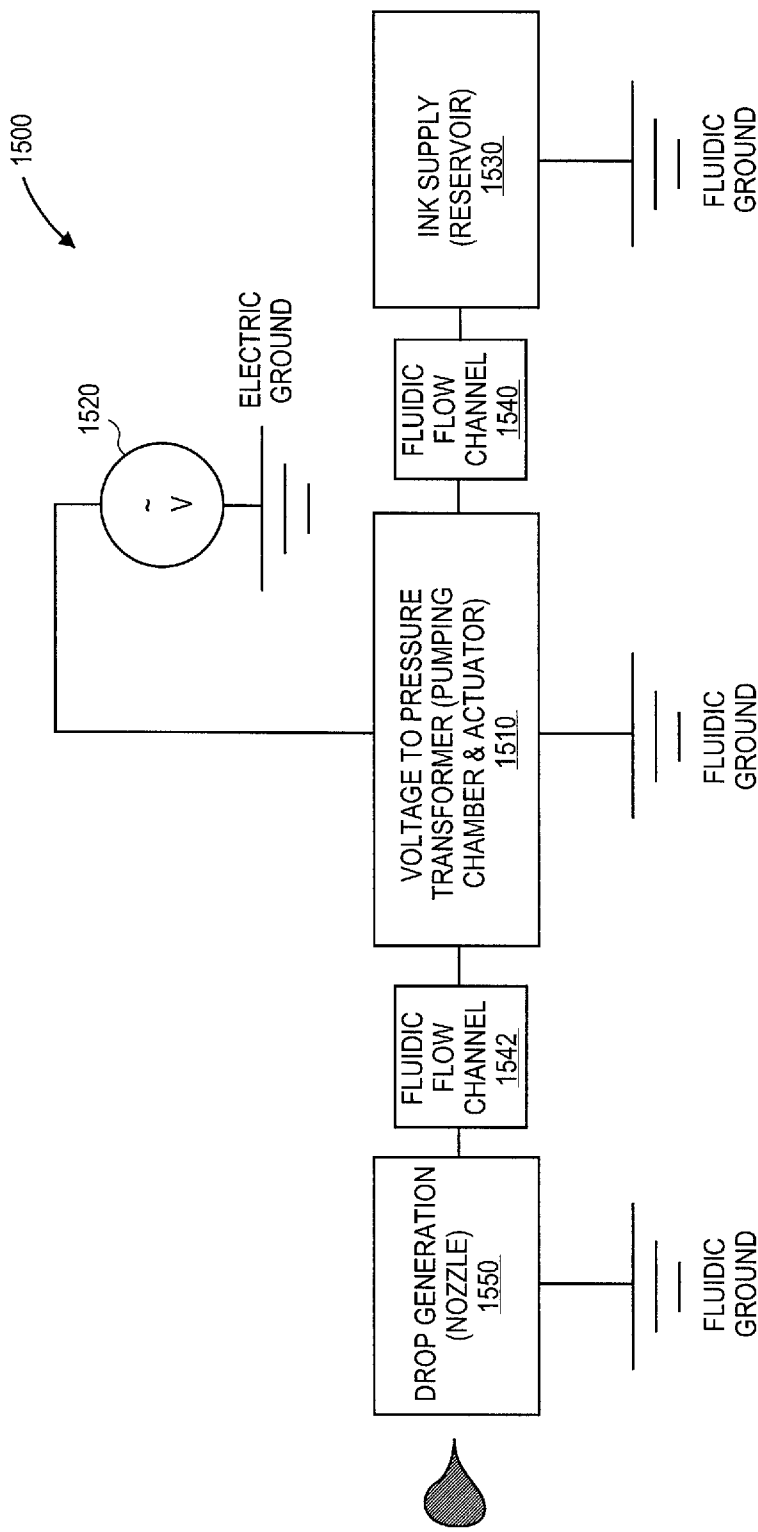 1500
1520
~
V
ELECTRIC
GROUND
DROP GENERATION
(NOZZLE)
1550
FLUIDIC
FLOW
CHANNEL
1542
VOLTAGE TO PRESSURE
TRANSFORMER (PUMPING
CHAMBER & ACTUATOR)
1510
FLUIDIC
FLOW
CHANNEL
1540
INK SUPPLY
(RESERVOIR)
1530
FLUIDIC
GROUND
FLUIDIC
GROUND
FLUIDIC
GROUND